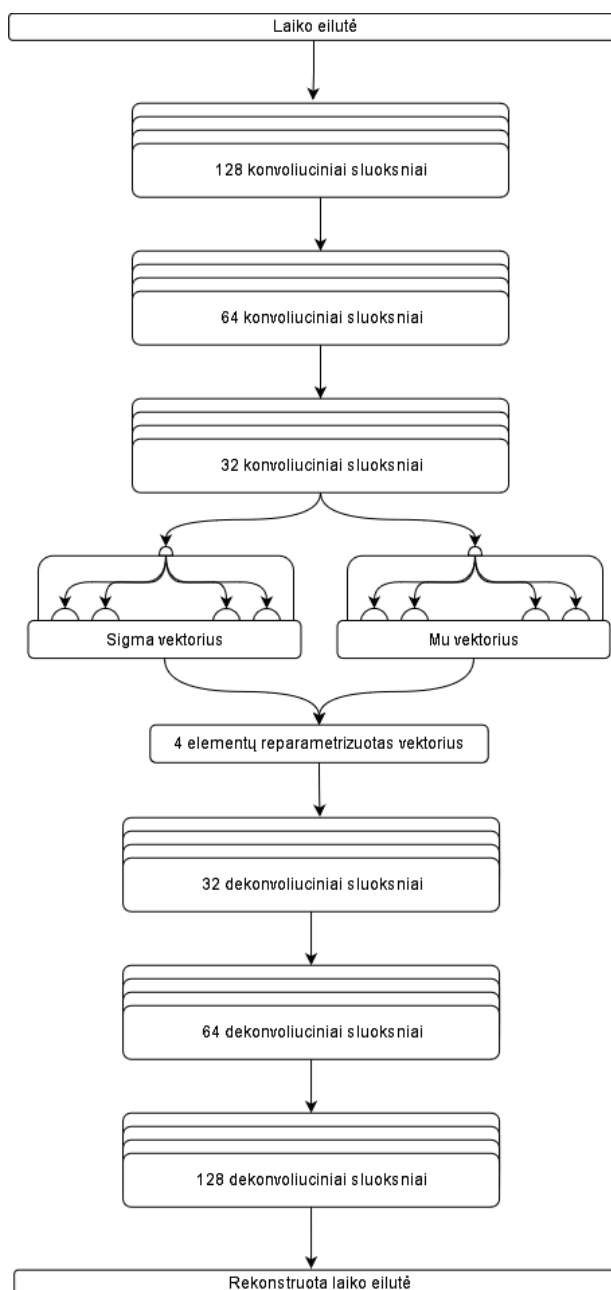 Laiko eilutė
128 konvoliuciniai sluoksniai
64 konvoliuciniai sluoksniai
32 konvoliuciniai sluoksniai
Sigma vektorius
Mu vektorius
4 elementų reparametrizuotas vektorius
32 dekonvoliuciniai sluoksniai
64 dekonvoliuciniai sluoksniai
128 dekonvoliuciniai sluoksniai
Rekonstruota laiko eilutė